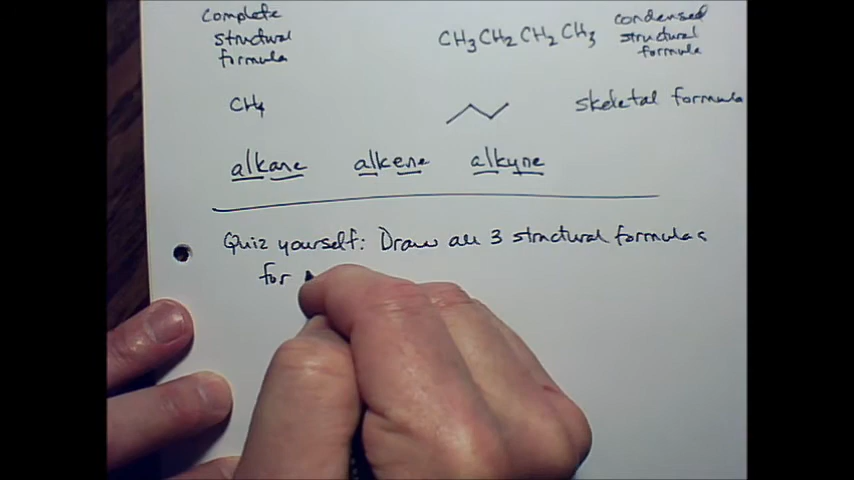 Complete
structural
formula
CH3CH2CH2CH3
condensed
structural
formula
CH4
skeletal formula
alkane alkene alkyne
Quiz yourself: Draw all 3 structural formulas
for